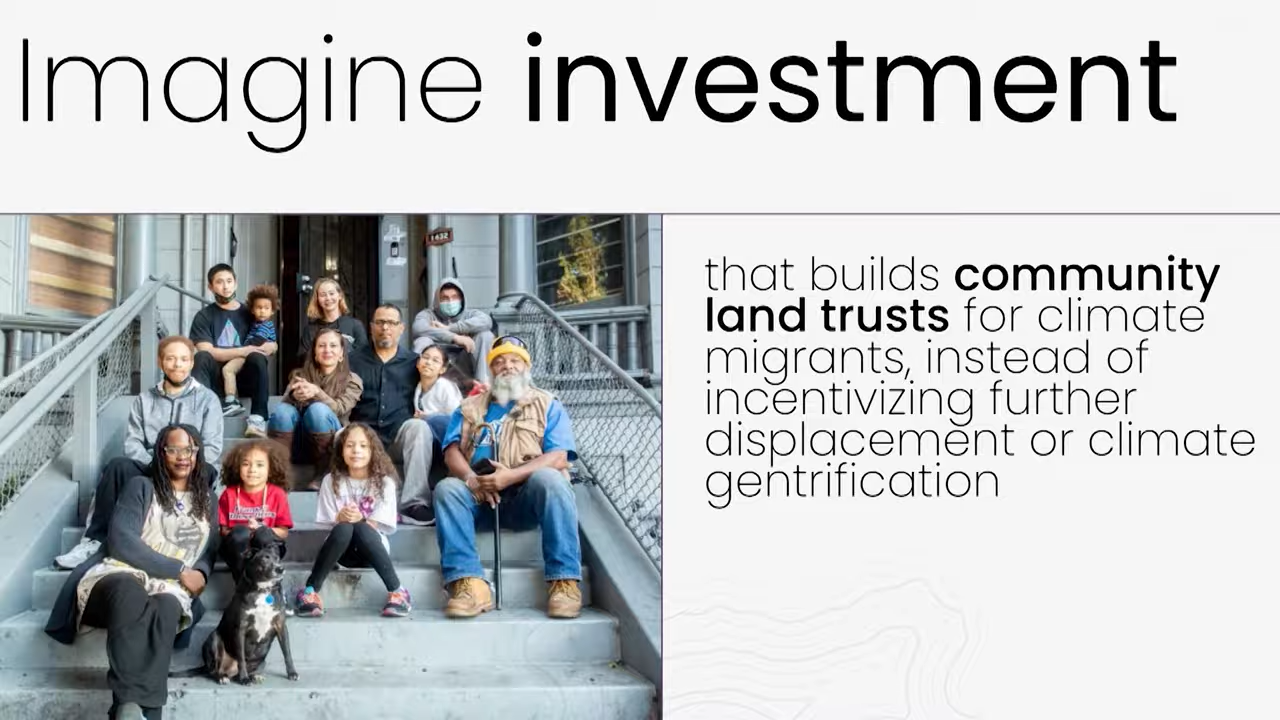 Imagine investment
1432
that builds community
land trusts for climate
migrants, instead of
incentivizing further
displacement or climate
gentrification